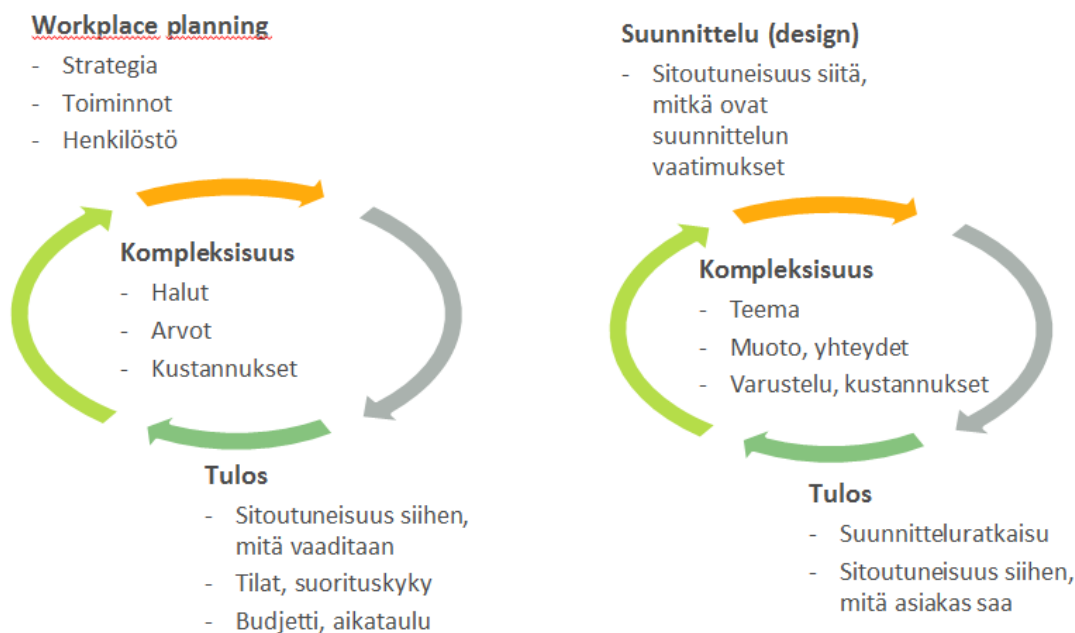 Workplace planning
- Strategia
- Toiminnot
- Henkilöstö
Kompleksisuus
- Halut
- Arvot
- Kustannukset
Tulos
- Sitoutuneisuus siihen,
mitä vaaditaan
- Tilat, suorituskyky
- Budjetti, aikataulu
Suunnittelu (design)
- Sitoutuneisuus siitä,
mitkä ovat
suunnittelun
vaatimukset
Kompleksisuus
- Teema
- Muoto, yhteydet
- Varustelu, kustannukset
Tulos
- Suunnitteluratkaisu
- Sitoutuneisuus siihen,
mitä asiakas saa